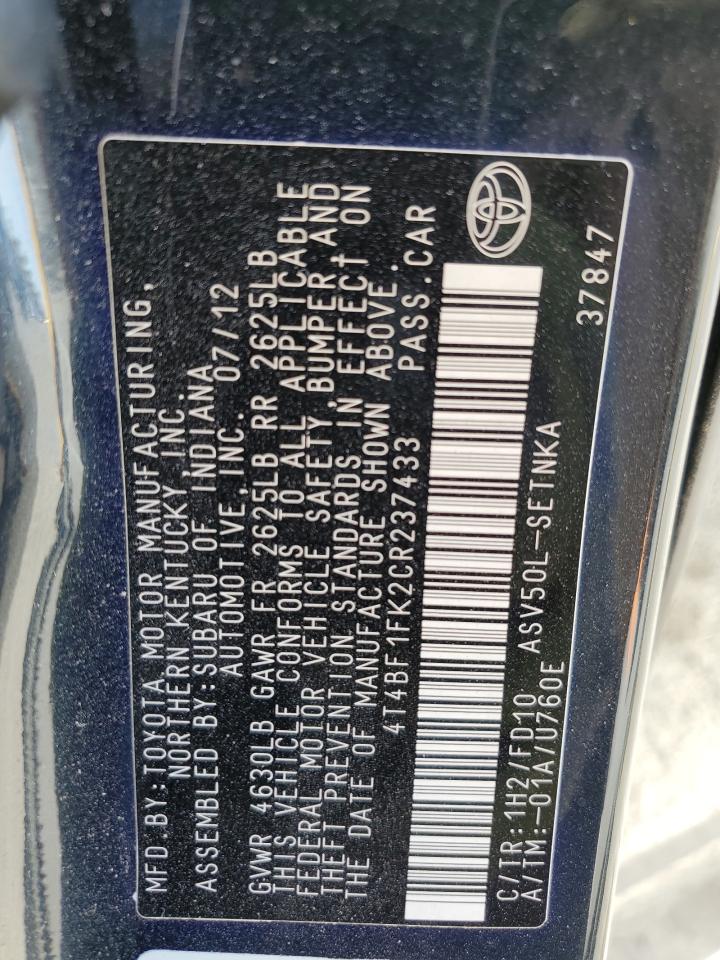 MFD.BY:TOYOTA MOTOR MANUFACTURING,
NORTHERN KENTUCKY INC.
ASSEMBLED BY:SUBARU OF INDIANA
AUTOMOTIVE,INC. 07/12
GVWR 4630LB GAWR FR 2625LB RR 2625LB
THIS VEHICLE CONFORMS TO ALL APPLICABLE
FEDERAL MOTOR VEHICLE SAFETY,BUMPER,AND
THEFT PREVENTION STANDARDS IN EFFECT ON
THE DATE OF MANUFACTURE SHOWN ABOVE.
4T4BF1FK2CR237433 PASS.CAR
C/TR:1H2/FD10 ASV50L-SETNKA
A/TM:-01A/U760E 37847